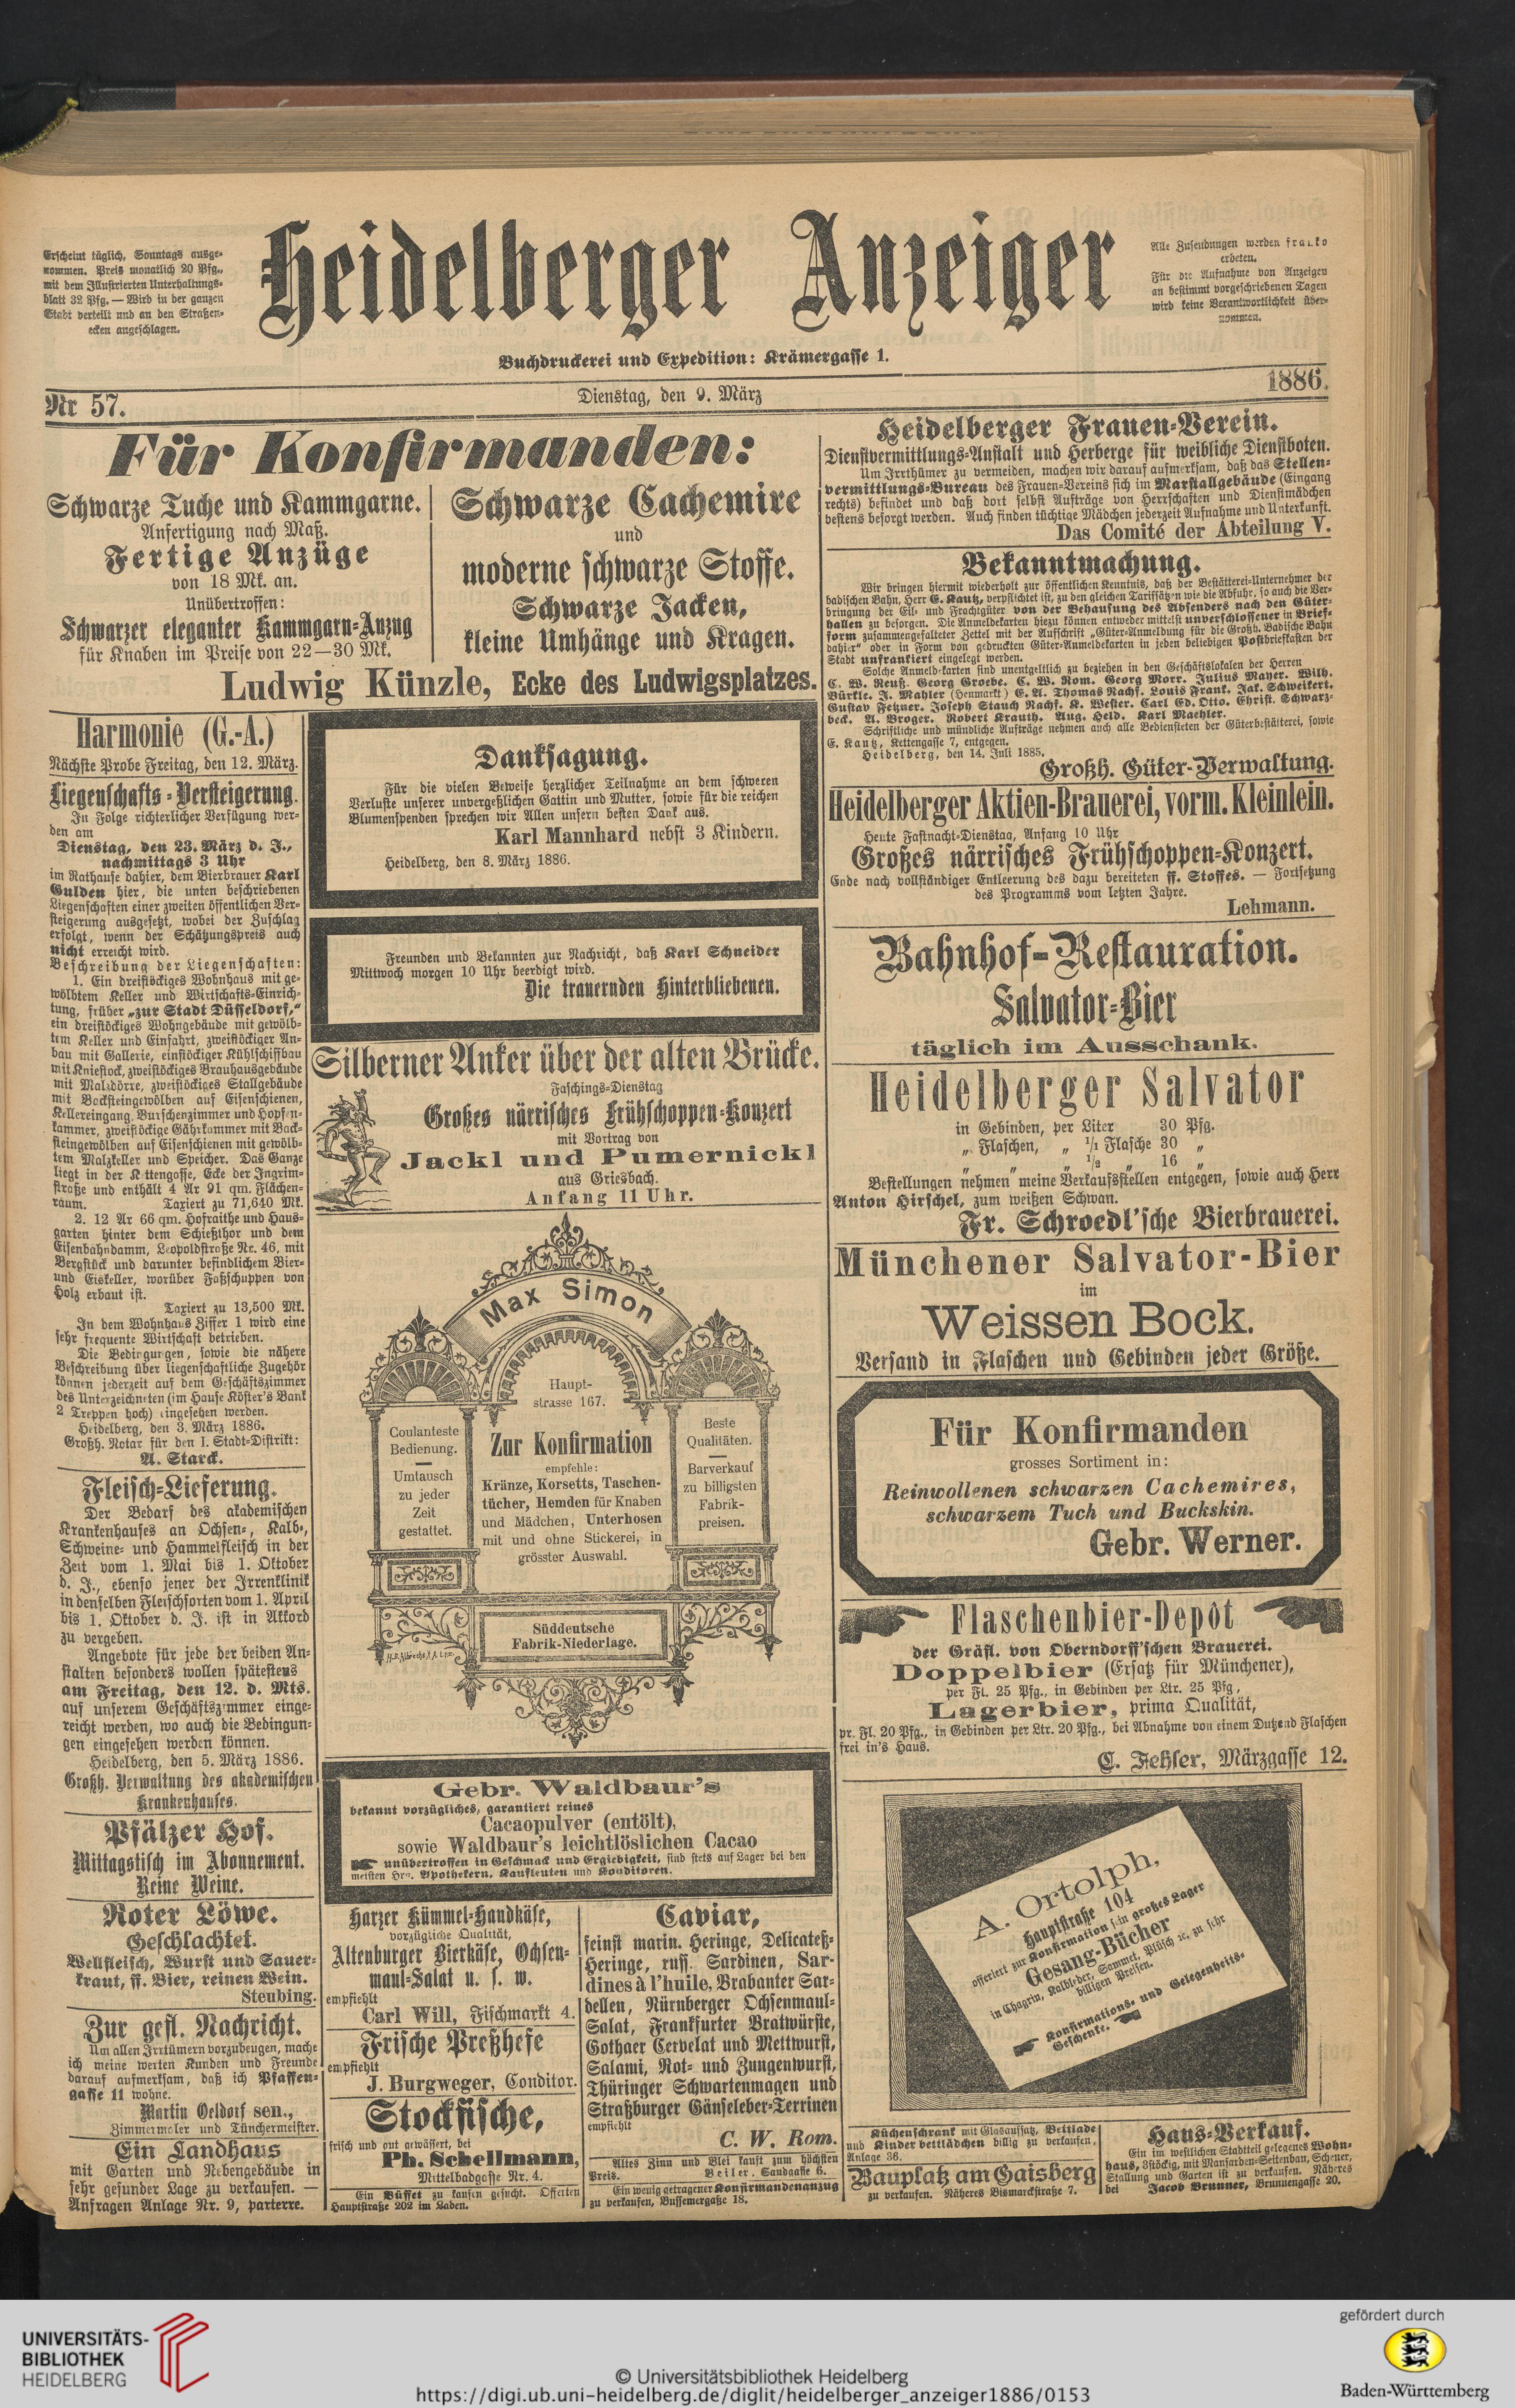 Erscheint täglich, Sonntags ausge-
nommen. Preis monatlich 20 Pfg.,
mit dem Illustrierten Unterhaltungs-
blatt 32 Pfg. — Wird in der ganzen
Stadt verteilt und an den Straßen-
ecken angeschlagen.
Heidelberger Anzeiger
Alle Zusendungen werden franko
erbeten.
Für die Aufnahme von Anzeigen
an bestimmt vorgeschriebenen Tagen
wird keine Verantwortlichkeit über-
nommen.
Buchdruckerei und Expedition: Krämergasse 1.
Nr 57.
Dienstag, den 9. März
1886.
Für Konfirmanden:
Schwarze Tuche und Kammgarne.
Anfertigung nach Maß.
Fertige Anzüge
von 18 Mk. an.
Unübertroffen:
Schwarzer eleganter Kammgarn-Anzug
für Knaben im Preise von 22—30 Mk.
Schwarze Cachemire
und
moderne schwarze Stoffe.
Schwarze Jacken,
kleine Umhänge und Kragen.
Ludwig Künzle, Ecke des Ludwigsplatzes.
Harmonie (G.-A.)
Nächste Probe Freitag, den 12. März.
Liegenschafts-Versteigerung.
In Folge richterlicher Verfügung wer-
den am
Dienstag, den 23. März d. J.,
nachmittags 3 Uhr
im Rathause dahier, dem Bierbrauer Karl
Gulden hier, die unten beschriebenen
Liegenschaften einer zweiten öffentlichen Ver-
steigerung ausgesetzt, wobei der Zuschlag
erfolgt, wenn der Schätzungspreis auch
nicht erreicht wird.
Beschreibung der Liegenschaften:
1. Ein dreistöckiges Wohnhaus mit ge-
wölbtem Keller und Wirtschafts-Einrich-
tung, früher „zur Stadt Düsseldorf,“
ein dreistöckiges Wohngebäude mit gewölb-
tem Keller und Einfahrt, zweistöckiger An-
bau mit Gallerie, einstöckiger Kühlschiffbau
mit Kniestock, zweistöckiges Brauhausgebäude
mit Malzdörre, zweistöckiges Stallgebäude
mit Backsteingewölben auf Eisenschienen,
Kellereingang, Burschenzimmer und Hopfen-
kammer, zweistöckige Gährkammer mit Back-
steingewölben auf Eisenschienen mit gewölb-
tem Malzkeller und Speicher. Das Ganze
liegt in der Kettengasse, Ecke der Ingrim-
straße und enthält 4 Ar 91 qm. Flächen-
raum. Taxiert zu 71,640 Mk.
2. 12 Ar 66 qm. Hofraithe und Haus-
garten hinter dem Schießthor und dem
Eisenbahndamm, Leopoldstraße Nr. 46, mit
Bergstück und darunter befindlichem Bier-
und Eiskeller, worüber Faßschuppen von
Holz erbaut ist.
Taxiert zu 13,500 Mk.
In dem Wohnhaus Ziffer 1 wird eine
sehr frequente Wirtschaft betrieben.
Die Bedingungen, sowie die nähere
Beschreibung über liegenschaftliche Zugehör
können jederzeit auf dem Geschäftszimmer
des Unterzeichneten (im Hause Köster's Bank
2 Treppen hoch) eingesehen werden.
Heidelberg, den 3. März 1886.
Großh. Notar für den I. Stadt-Distrikt:
A. Starck.
Fleisch-Lieferung.
Der Bedarf des akademischen
Krankenhauses an Ochsen-, Kalb-,
Schweine- und Hammelfleisch in der
Zeit vom 1. Mai bis 1. Oktober
d. J., ebenso jener der Irrenklinik
in denselben Fleischsorten vom 1. April
bis 1. Oktober d. J. ist in Akkord
zu vergeben.
Angebote für jede der beiden An-
stalten besonders wollen spätestens
am Freitag, den 12. d. Mts.
auf unserem Geschäftszimmer einge-
reicht werden, wo auch die Bedingun-
gen eingesehen werden können.
Heidelberg, den 5. März 1886.
Großh. Verwaltung des akademischen
Krankenhauses.
Pfälzer Hof.
Mittagstisch im Abonnement.
Reine Weine.
Roter Löwe.
Geschlachtet.
Wellfleisch, Wurst und Sauer-
kraut, ff. Bier, reinen Wein.
Steubing.
Zur gefl. Nachricht.
Um allen Irrtümern vorzubeugen, mache
ich meine werten Kunden und Freunde
darauf aufmerksam, daß ich Pfaffen-
gasse 11 wohne.
Martin Oeldorf sen.,
Zimmermaler und Tünchermeister.
Ein Landhaus
mit Garten und Nebengebäude in
sehr gesunder Lage zu verkaufen. —
Anfragen Anlage Nr. 9, parterre.
Danksagung.
Für die vielen Beweise herzlicher Teilnahme an dem schweren
Verluste unserer unvergeßlichen Gattin und Mutter, sowie für die reichen
Blumenspenden sprechen wir Allen unsern besten Dank aus.
Karl Mannhard nebst 3 Kindern.
Heidelberg, den 8. März 1886.
Freunden und Bekannten zur Nachricht, daß Karl Schneider
Mittwoch morgen 10 Uhr beerdigt wird.
Die trauernden Hinterbliebenen.
Silberner Anker über der alten Brücke.
Faschings-Dienstag
Großes närrisches Frühschoppen-Konzert
mit Vortrag von
Jackl und Pumernickl
aus Griesbach.
Anfang 11 Uhr.
Max Simon
Haupt-
strasse 167.
Coulanteste
Bedienung.
Umtausch
zu jeder
Zeit
gestattet.
Zur Konfirmation
empfehle:
Kränze, Korsetts, Taschen-
tücher, Hemden für Knaben
und Mädchen, Unterhosen
mit und ohne Stickerei, in
grösster Auswahl.
Beste
Qualitäten.
Barverkauf
zu billigsten
Fabrik-
preisen.
Süddeutsche
Fabrik-Niederlage.
Gebr. Waldbaur's
bekannt vorzügliches, garantiert reines
Cacaopulver (entölt),
sowie Waldbaur's leichtlöslichen Cacao
unübertroffen in Geschmack und Ergiebigkeit, sind stets auf Lager bei den
meisten Hrn. Apothekern, Kaufleuten und Konditoren.
Harzer Kümmel-Handkäse,
vorzügliche Qualität,
Altenburger Bierkäse, Ochsen-
maul-Salat u. s. w.
empfiehlt
Carl Will, Fischmarkt 4.
Frische Preßhefe
empfiehlt
J. Burgweger, Conditor.
Stockfische,
frisch und gut gewässert, bei
Ph. Schellmann,
Mittelbadgasse Nr. 4.
Ein Büffet zu kaufen gesucht. Offerten
Hauptstraße 202 im Laden.
Caviar,
feinst marin. Heringe, Delicateß-
Heringe, russ. Sardinen, Sar-
dines à l'huile, Brabanter Sar-
dellen, Nürnberger Ochsenmaul-
Salat, Frankfurter Bratwürste,
Gothaer Cervelat und Mettwurst,
Salami, Rot- und Zungenwurst,
Thüringer Schwartenmagen und
Straßburger Gänseleber-Terrinen
empfiehlt
C. W. Rom.
Altes Zinn und Blei kauft zum höchsten
Preis. Beiler, Sandgasse 6.
Ein wenig getragener Konfirmandenanzug
zu verkaufen, Bussemergasse 18.
Heidelberger Frauen-Verein.
Dienstvermittlungs-Anstalt und Herberge für weibliche Dienstboten.
Um Irrthümer zu vermeiden, machen wir darauf aufmerksam, daß das Stellen-
vermittlungs-Bureau des Frauen-Vereins sich im Marstallgebäude (Eingang
rechts) befindet und daß dort selbst Aufträge von Herrschaften und Dienstmädchen
bestens besorgt werden. Auch finden tüchtige Mädchen jederzeit Aufnahme und Unterkunft.
Das Comité der Abteilung V.
Bekanntmachung.
Wir bringen hiermit wiederholt zur öffentlichen Kenntnis, daß der Bestätterei-Unternehmer der
badischen Bahn, Herr E. Kautz, verpflichtet ist, zu den gleichen Tarifsätzen wie die Abfuhr, so auch die Ver-
bringung der Eil- und Frachtgüter von der Behausung des Absenders nach den Güter-
hallen zu besorgen. Die Anmeldekarten hiezu können entweder mittelst unverschlossener in Brief-
form zusammengefalteter Zettel mit der Aufschrift „Güter-Anmeldung für die Großh. Badische Bahn
dahier“ oder in Form von gedruckten Güter-Anmeldekarten in jeden beliebigen Postbriefkasten der
Stadt unfrankiert eingelegt werden.
Solche Anmeldekarten sind unentgeltlich zu beziehen in den Geschäftslokalen der Herren
C. W. Reuß. Georg Groebe. C. W. Rom. Georg Morr. Julius Mayer. Wilh.
Bürkle. J. Mahler (Heumarkt) E. A. Thomas Nachf. Louis Frank. Jak. Schweikert.
Gustav Fetzner. Joseph Stauch Nachf. K. Wester. Carl Ed. Otto. Christ. Schwarz-
beck. A. Broger. Robert Krauth. Aug. Held. Karl Maehler.
Schriftliche und mündliche Aufträge nehmen auch alle Bediensteten der Güterbestätterei, sowie
E. Kautz, Kettengasse 7, entgegen.
Heidelberg, den 14. Juli 1885.
Großh. Güter-Verwaltung.
Heidelberger Aktien-Brauerei, vorm. Kleinlein.
Heute Fastnacht-Dienstag, Anfang 10 Uhr
Großes närrisches Frühschoppen-Konzert.
Ende nach vollständiger Entleerung des dazu bereiteten ff. Stoffes. — Fortsetzung
des Programms vom letzten Jahre.
Lehmann.
Bahnhof-Restauration.
Salvator-Bier
täglich im Ausschank.
Heidelberger Salvator
in Gebinden, per Liter 30 Pfg.
„ Flaschen, „ 1/1 Flasche 30 „
„ „ „ 1/2 „ 16 „
Bestellungen nehmen meine Verkaufsstellen entgegen, sowie auch Herr
Anton Hirschel, zum weißen Schwan.
Fr. Schroedl'sche Bierbrauerei.
Münchener Salvator-Bier
im
Weissen Bock.
Versand in Flaschen und Gebinden jeder Größe.
Für Konfirmanden
grosses Sortiment in:
Reinwollenen schwarzen Cachemires,
schwarzem Tuch und Buckskin.
Gebr. Werner.
Flaschenbier-Depôt
der Gräfl. von Oberndorff'schen Brauerei.
Doppelbier (Ersatz für Münchener),
per Fl. 25 Pfg., in Gebinden per Ltr. 25 Pfg,
Lagerbier, prima Qualität,
pr. Fl. 20 Pfg., in Gebinden per Ltr. 20 Pfg., bei Abnahme von einem Dutzend Flaschen
frei in's Haus.
C. Fehser, Märzgasse 12.
A. Ortolph,
Hauptstraße 104
offeriert zur Konfirmation sein großes Lager
Gesang-Bücher
in Chagrin, Kalbleder, Sammet, Plüsch ꝛc. zu sehr
billigen Preisen.
Konfirmations- und Gelegenheits-
Geschenke.
Küchenschrank mit Glasaufsatz, Bettlade
und Kinderbettlädchen billig zu verkaufen,
Anlage 36.
Bauplatz am Gaisberg
zu verkaufen. Näheres Bismarckstraße 7.
Haus-Verkauf.
Ein im westlichen Stadtteil gelegenes Wohn-
haus, 3stöckig, mit Mansarden-Seitenbau, Scheuer,
Stallung und Garten ist zu verkaufen. Näheres
bei Jacob Brunner, Brunnengasse 20.
UNIVERSITÄTS-
BIBLIOTHEK
HEIDELBERG
© Universitätsbibliothek Heidelberg
https://digi.ub.uni-heidelberg.de/diglit/heidelberger_anzeiger1886/0153
gefördert durch
Baden-Württemberg